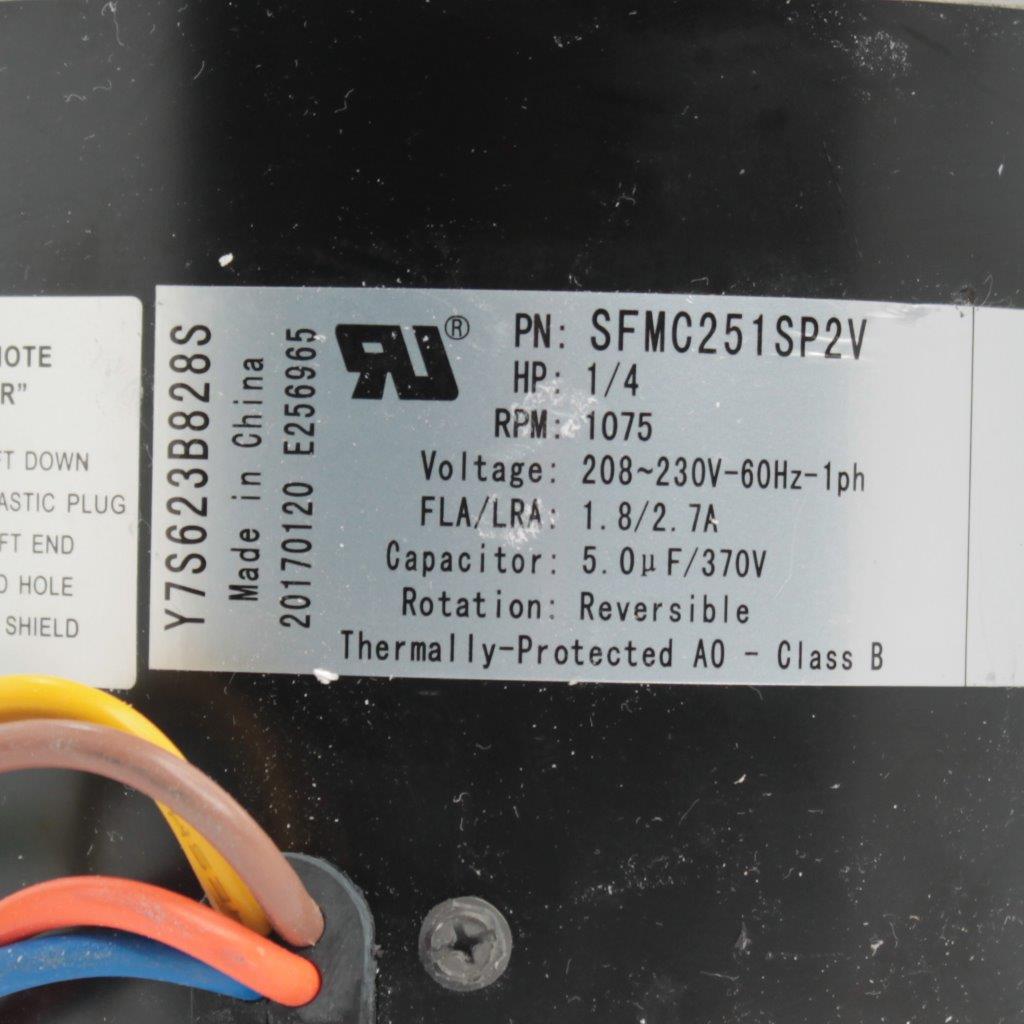 NOTE
R”
FT DOWN
ASTIC PLUG
FT END
D HOLE
SHIELD
Y7S623B828S
Made in China
20170120 E256965
RU®
PN: SFMC251SP2V
HP: 1/4
RPM: 1075
Voltage: 208~230V-60Hz-1ph
FLA/LRA: 1.8/2.7A
Capacitor: 5.0μF/370V
Rotation: Reversible
Thermally-Protected AO - Class B